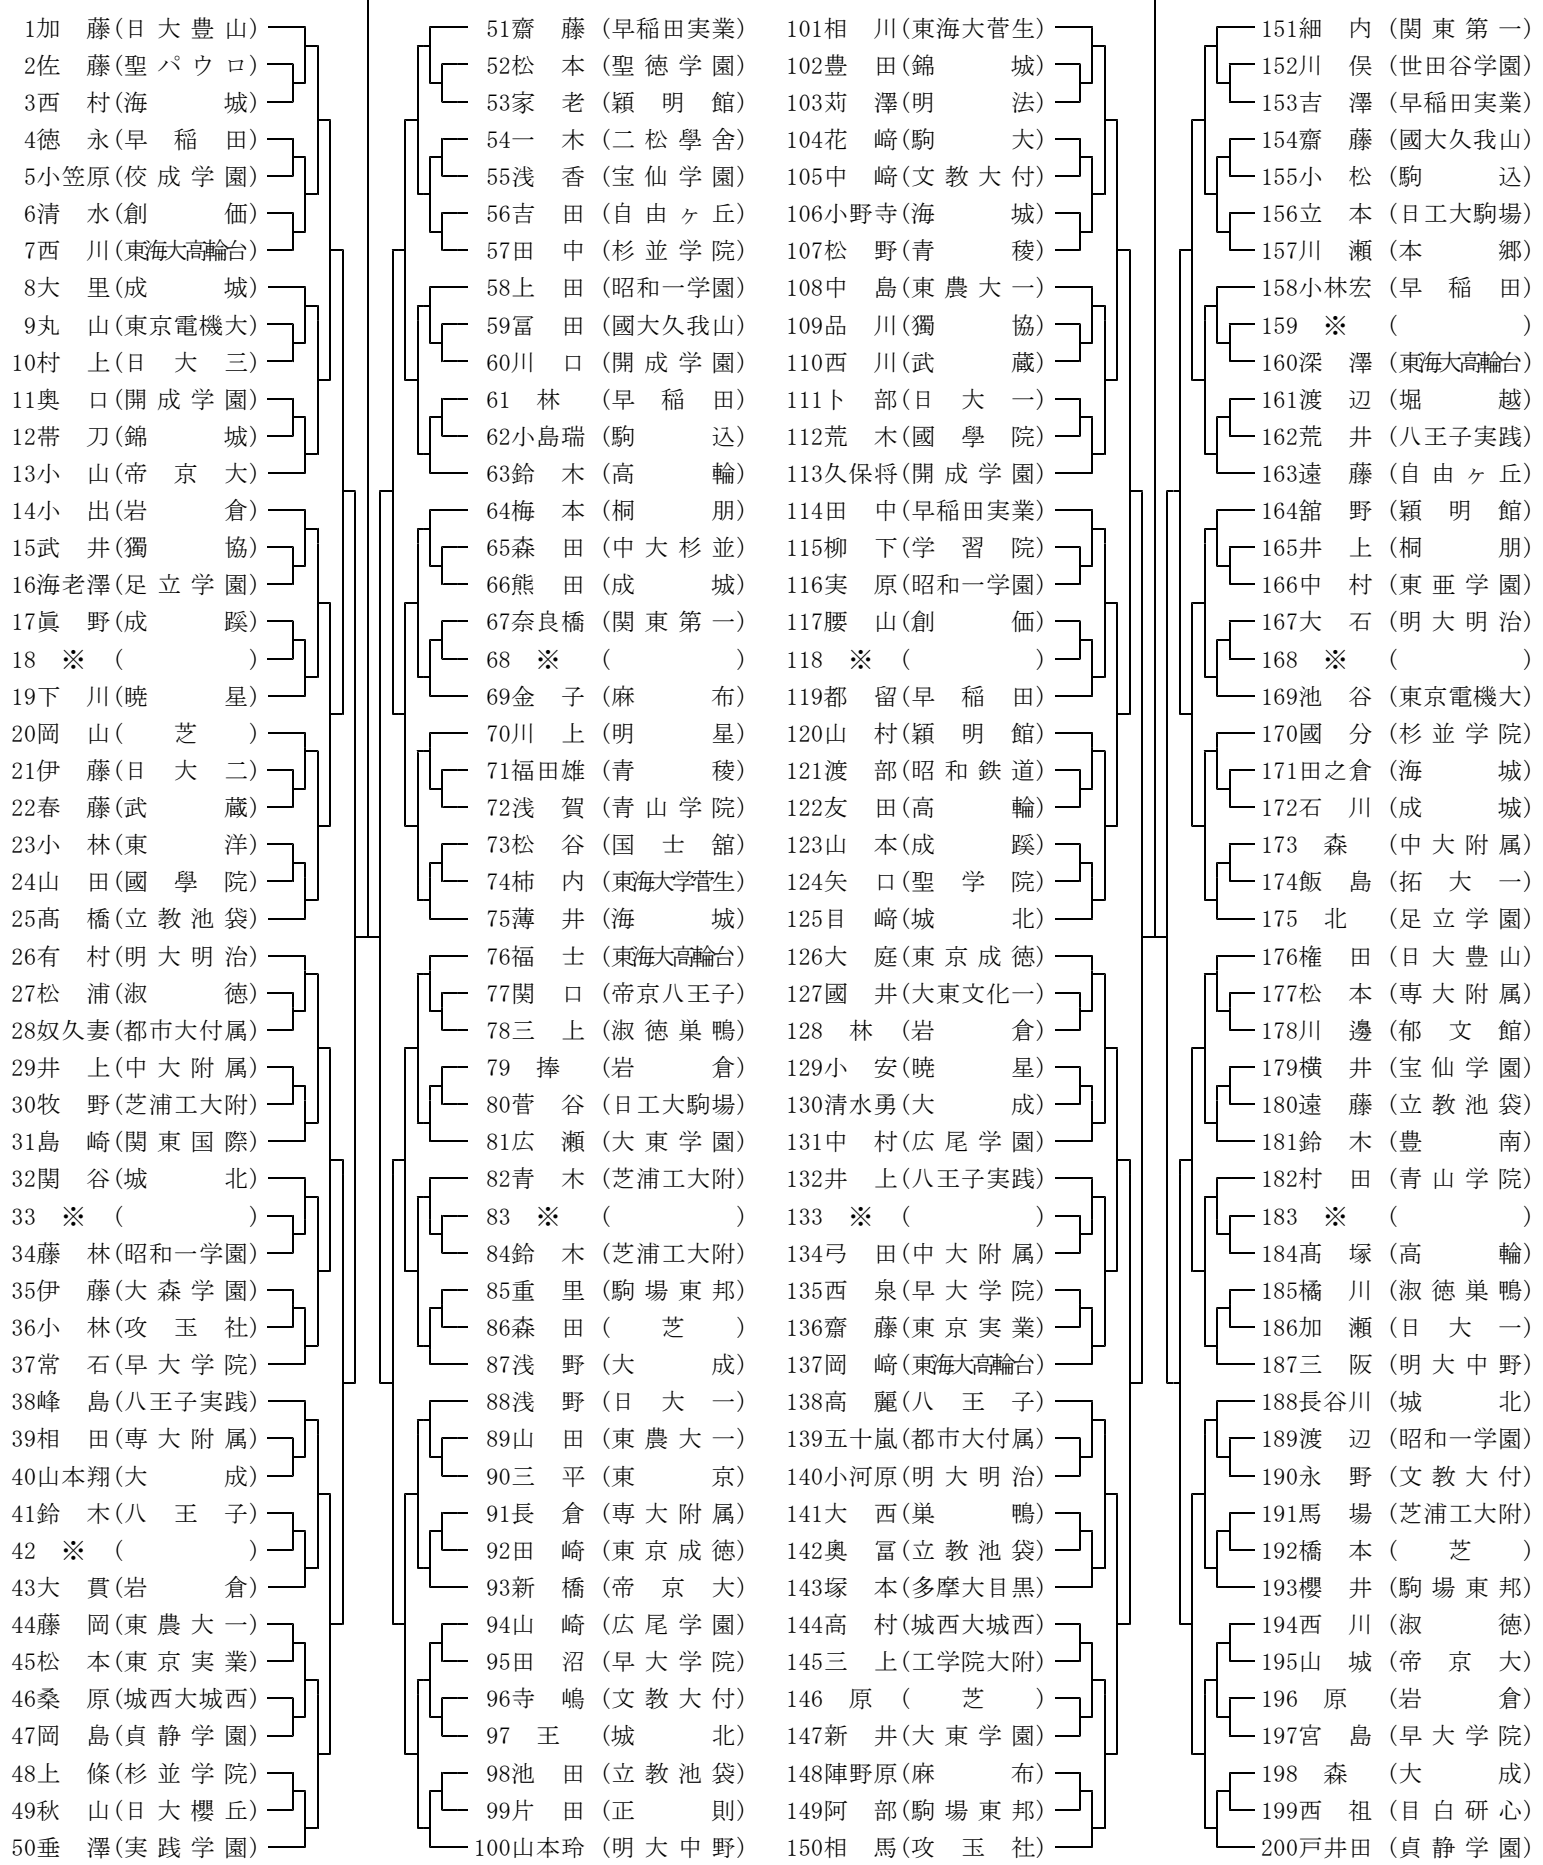 1加　藤(日大豊山)
2佐　藤(聖パウロ)
3西　村(海　城)
4徳　永(早稲田)
5小笠原(佼成学園)
6清　水(創　価)
7西　川(東海大高輪台)
8大　里(成　城)
9丸　山(東京電機大)
10村　上(日大三)
11奥　口(開成学園)
12帯　刀(錦　城)
13小　山(帝京大)
14小　出(岩　倉)
15武　井(獨　協)
16海老澤(足立学園)
17眞　野(成　蹊)
18　※　(　　)
19下　川(暁　星)
20岡　山(　芝　)
21伊　藤(日大二)
22春　藤(武　蔵)
23小　林(東　洋)
24山　田(國學院)
25髙　橋(立教池袋)
26有　村(明大明治)
27松　浦(淑　徳)
28奴久妻(都市大付属)
29井　上(中大附属)
30牧　野(芝浦工大附)
31島　崎(関東国際)
32関　谷(城　北)
33　※　(　　)
34藤　林(昭和一学園)
35伊　藤(大森学園)
36小　林(攻玉社)
37常　石(早大学院)
38峰　島(八王子実践)
39相　田(専大附属)
40山本翔(大　成)
41鈴　木(八王子)
42　※　(　　)
43大　貫(岩　倉)
44藤　岡(東農大一)
45松　本(東京実業)
46桑　原(城西大城西)
47岡　島(貞静学園)
48上　條(杉並学院)
49秋　山(日大櫻丘)
50垂　澤(実践学園)
51齋　藤(早稲田実業)
52松　本(聖徳学園)
53家　老(穎明館)
54一　木(二松學舎)
55浅　香(宝仙学園)
56吉　田(自由ヶ丘)
57田　中(杉並学院)
58上　田(昭和一学園)
59冨　田(國大久我山)
60川　口(開成学園)
61　林　(早稲田)
62小島瑞(駒　込)
63鈴　木(高　輪)
64梅　本(桐　朋)
65森　田(中大杉並)
66熊　田(成　城)
67奈良橋(関東第一)
68　※　(　　)
69金　子(麻　布)
70川　上(明　星)
71福田雄(青　稜)
72浅　賀(青山学院)
73松　谷(国士舘)
74柿　内(東海大学菅生)
75薄　井(海　城)
76福　士(東海大高輪台)
77関　口(帝京八王子)
78三　上(淑徳巣鴨)
79　捧　(岩　倉)
80菅　谷(日工大駒場)
81広　瀬(大東学園)
82青　木(芝浦工大附)
83　※　(　　)
84鈴　木(芝浦工大附)
85重　里(駒場東邦)
86森　田(　芝　)
87浅　野(大　成)
88浅　野(日大一)
89山　田(東農大一)
90三　平(東　京)
91長　倉(専大附属)
92田　崎(東京成徳)
93新　橋(帝京大)
94山　崎(広尾学園)
95田　沼(早大学院)
96寺　嶋(文教大付)
97　王　(城　北)
98池　田(立教池袋)
99片　田(正　則)
100山本玲(明大中野)
101相　川(東海大菅生)
102豊　田(錦　城)
103苅　澤(明　法)
104花　﨑(駒　大)
105中　﨑(文教大付)
106小野寺(海　城)
107松　野(青　稜)
108中　島(東農大一)
109品　川(獨　協)
110西　川(武　蔵)
111卜　部(日大一)
112荒　木(國學院)
113久保将(開成学園)
114田　中(早稲田実業)
115柳　下(学習院)
116実　原(昭和一学園)
117腰　山(創　価)
118　※　(　　)
119都　留(早稲田)
120山　村(穎明館)
121渡　部(昭和鉄道)
122友　田(高　輪)
123山　本(成　蹊)
124矢　口(聖学院)
125目　﨑(城　北)
126大　庭(東京成徳)
127國　井(大東文化一)
128　林　(岩　倉)
129小　安(暁　星)
130清水勇(大　成)
131中　村(広尾学園)
132井　上(八王子実践)
133　※　(　　)
134弓　田(中大附属)
135西　泉(早大学院)
136齋　藤(東京実業)
137岡　﨑(東海大高輪台)
138高　麗(八王子)
139五十嵐(都市大付属)
140小河原(明大明治)
141大　西(巣　鴨)
142奥　冨(立教池袋)
143塚　本(多摩大目黒)
144高　村(城西大城西)
145三　上(工学院大附)
146　原　(　芝　)
147新　井(大東学園)
148陣野原(麻　布)
149阿　部(駒場東邦)
150相　馬(攻玉社)
151細　内(関東第一)
152川　俣(世田谷学園)
153吉　澤(早稲田実業)
154齋　藤(國大久我山)
155小　松(駒　込)
156立　本(日工大駒場)
157川　瀬(本　郷)
158小林宏(早稲田)
159　※　(　　)
160深　澤(東海大高輪台)
161渡　辺(堀　越)
162荒　井(八王子実践)
163遠　藤(自由ヶ丘)
164舘　野(穎明館)
165井　上(桐　朋)
166中　村(東亜学園)
167大　石(明大明治)
168　※　(　　)
169池　谷(東京電機大)
170國　分(杉並学院)
171田之倉(海　城)
172石　川(成　城)
173　森　(中大附属)
174飯　島(拓大一)
175　北　(足立学園)
176権　田(日大豊山)
177松　本(専大附属)
178川　邊(郁文館)
179横　井(宝仙学園)
180遠　藤(立教池袋)
181鈴　木(豊　南)
182村　田(青山学院)
183　※　(　　)
184髙　塚(高　輪)
185橘　川(淑徳巣鴨)
186加　瀬(日大一)
187三　阪(明大中野)
188長谷川(城　北)
189渡　辺(昭和一学園)
190永　野(文教大付)
191馬　場(芝浦工大附)
192橋　本(　芝　)
193櫻　井(駒場東邦)
194西　川(淑　徳)
195山　城(帝京大)
196　原　(岩　倉)
197宮　島(早大学院)
198　森　(大　成)
199西　祖(目白研心)
200戸井田(貞静学園)